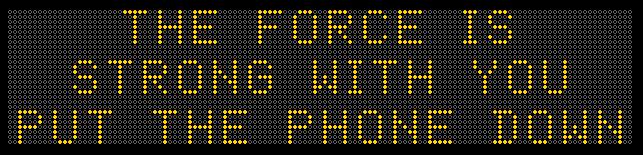 THE FORCE IS
STRONG WITH YOU
PUT THE PHONE DOWN